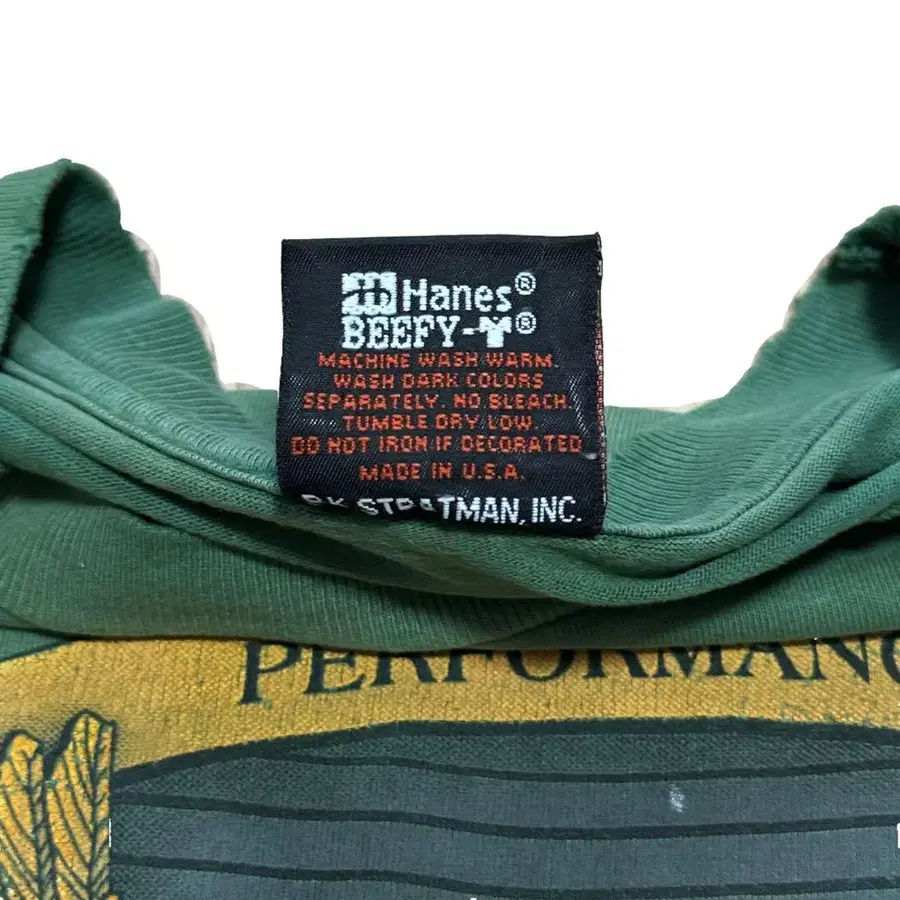 Hanes®
BEEFY-T®
MACHINE WASH WARM.
WASH DARK COLORS
SEPARATELY. NO BLEACH.
TUMBLE DRY LOW.
DO NOT IRON IF DECORATED
MADE IN U.S.A.
R.K. STRATMAN, INC.
PERFORMANC